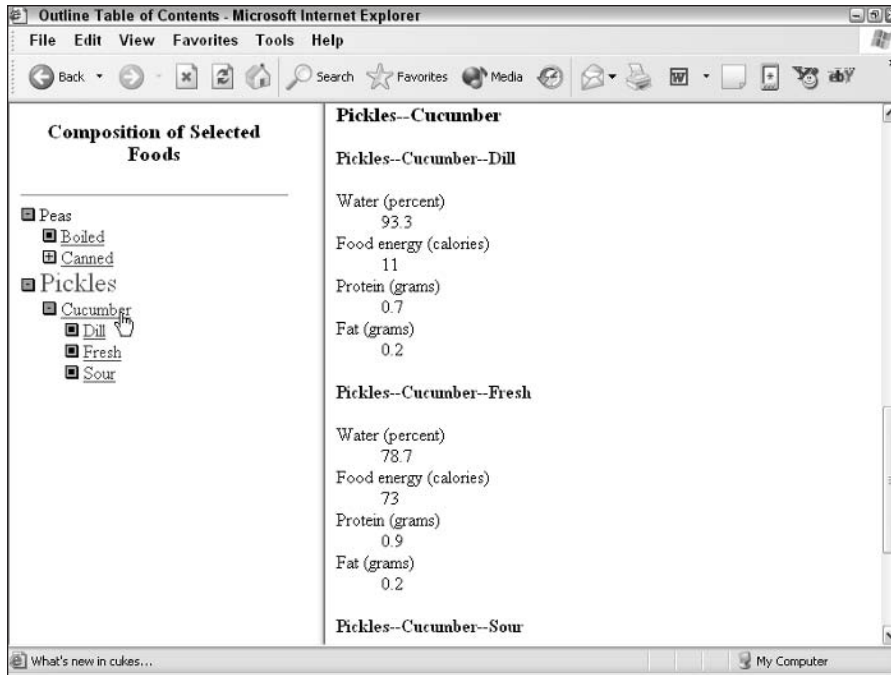 Outline Table of Contents - Microsoft Internet Explorer
File Edit View Favorites Tools Help
Back Search Favorites Media
Composition of Selected
Foods
Peas
Boiled
Canned
Pickles
Cucumber
Dill
Fresh
Sour
Pickles--Cucumber
Pickles--Cucumber--Dill
Water (percent)
93.3
Food energy (calories)
11
Protein (grams)
0.7
Fat (grams)
0.2
Pickles--Cucumber--Fresh
Water (percent)
78.7
Food energy (calories)
73
Protein (grams)
0.9
Fat (grams)
0.2
Pickles--Cucumber--Sour
What's new in cukes...
My Computer